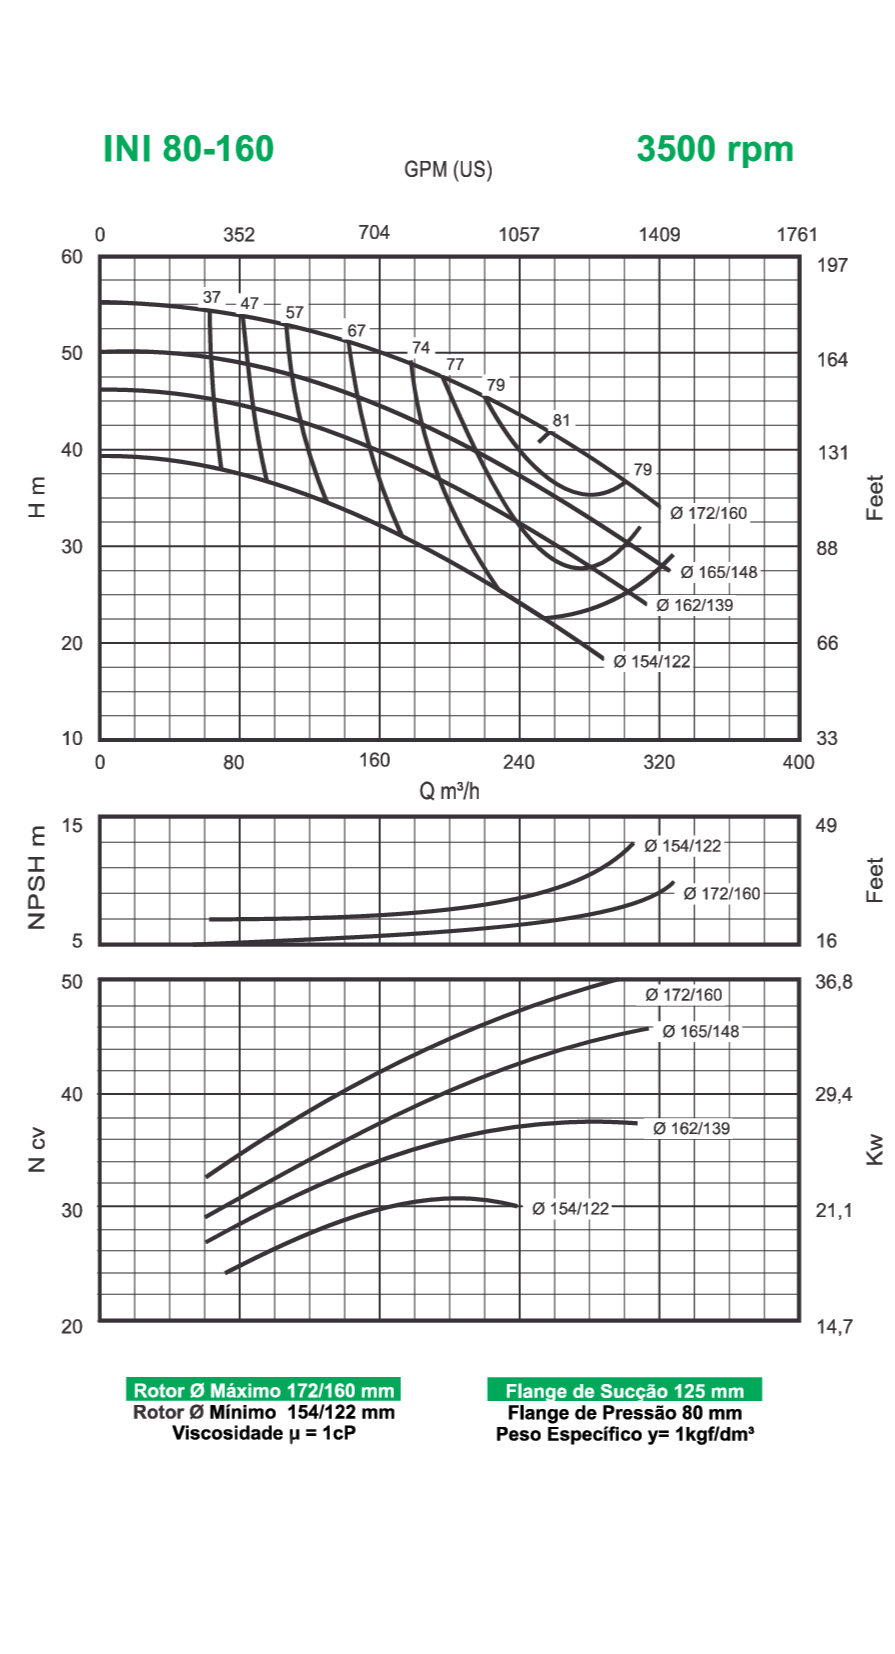 INI 80-160 3500 rpm
GPM (US)
0 352 704 1057 1409 1761
60 197
37 47 57 67 74 77 79 81 79
50 164
40 131
H m Feet
Ø 172/160
30 88
Ø 165/148
Ø 162/139
20 66
Ø 154/122
10 33
0 80 160 240 320 400
Q m³/h
15 49
NPSH m Feet
Ø 154/122
Ø 172/160
5 16
50 36,8
Ø 172/160
Ø 165/148
40 29,4
N cv Kw
Ø 162/139
30 21,1
Ø 154/122
20 14,7
Rotor Ø Máximo 172/160 mm
Rotor Ø Mínimo 154/122 mm
Viscosidade µ = 1cP
Flange de Sucção 125 mm
Flange de Pressão 80 mm
Peso Específico y= 1kgf/dm³